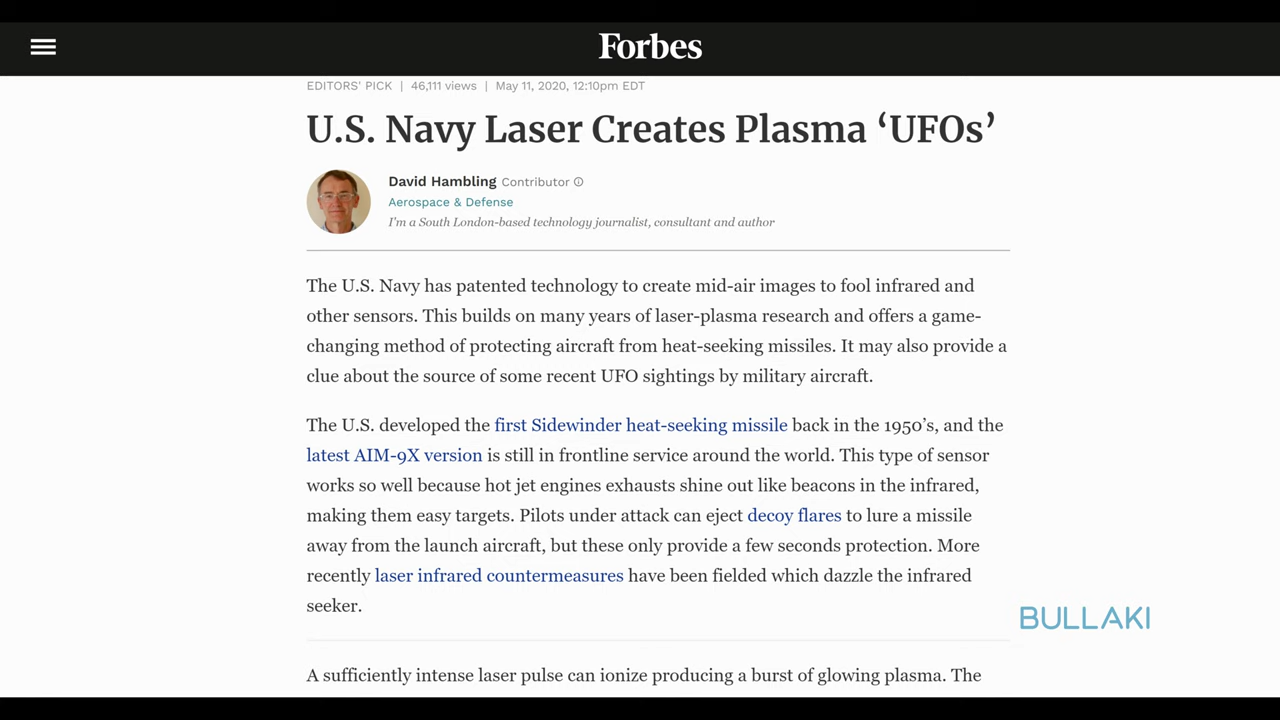 Forbes
EDITORS' PICK | 46,111 views | May 11, 2020, 12:10pm EDT
U.S. Navy Laser Creates Plasma ‘UFOs’
David Hambling Contributor
Aerospace & Defense
I'm a South London-based technology journalist, consultant and author
The U.S. Navy has patented technology to create mid-air images to fool infrared and
other sensors. This builds on many years of laser-plasma research and offers a game-
changing method of protecting aircraft from heat-seeking missiles. It may also provide a
clue about the source of some recent UFO sightings by military aircraft.
The U.S. developed the first Sidewinder heat-seeking missile back in the 1950’s, and the
latest AIM-9X version is still in frontline service around the world. This type of sensor
works so well because hot jet engines exhausts shine out like beacons in the infrared,
making them easy targets. Pilots under attack can eject decoy flares to lure a missile
away from the launch aircraft, but these only provide a few seconds protection. More
recently laser infrared countermeasures have been fielded which dazzle the infrared
seeker.
BULLAKI
A sufficiently intense laser pulse can ionize producing a burst of glowing plasma. The